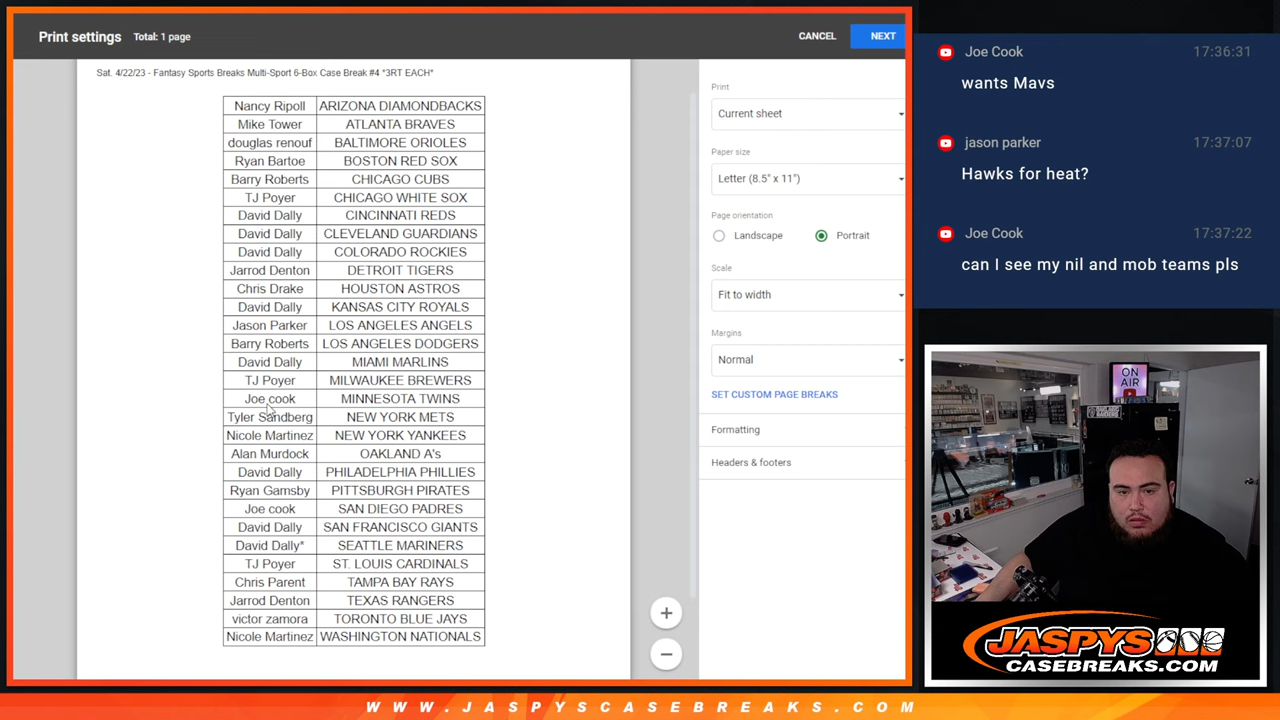 Print settings
Total: 1 page
CANCEL
NEXT
Sat. 4/22/23 - Fantasy Sports Breaks Multi-Sport 6-Box Case Break #4 *3RT EACH*
Nancy Ripoll ARIZONA DIAMONDBACKS
Mike Tower ATLANTA BRAVES
douglas renouf BALTIMORE ORIOLES
Ryan Bartoe BOSTON RED SOX
Barry Roberts CHICAGO CUBS
TJ Poyer CHICAGO WHITE SOX
David Dally CINCINNATI REDS
David Dally CLEVELAND GUARDIANS
David Dally COLORADO ROCKIES
Jarrod Denton DETROIT TIGERS
Chris Drake HOUSTON ASTROS
David Dally KANSAS CITY ROYALS
Jason Parker LOS ANGELES ANGELS
Barry Roberts LOS ANGELES DODGERS
David Dally MIAMI MARLINS
TJ Poyer MILWAUKEE BREWERS
Joe cook MINNESOTA TWINS
Tyler Sandberg NEW YORK METS
Nicole Martinez NEW YORK YANKEES
Alan Murdock OAKLAND A's
David Dally PHILADELPHIA PHILLIES
Ryan Gamsby PITTSBURGH PIRATES
Joe cook SAN DIEGO PADRES
David Dally SAN FRANCISCO GIANTS
David Dally* SEATTLE MARINERS
TJ Poyer ST. LOUIS CARDINALS
Chris Parent TAMPA BAY RAYS
Jarrod Denton TEXAS RANGERS
victor zamora TORONTO BLUE JAYS
Nicole Martinez WASHINGTON NATIONALS
Print
Current sheet
Paper size
Letter (8.5" x 11")
Page orientation
Landscape
Portrait
Scale
Fit to width
Margins
Normal
SET CUSTOM PAGE BREAKS
Formatting
Headers & footers
Joe Cook 17:36:31
wants Mavs
jason parker 17:37:07
Hawks for heat?
Joe Cook 17:37:22
can I see my nil and mob teams pls
ON
AIR
JASPYS
CASEBREAKS.COM
WWW.JASPYSCASEBREAKS.COM